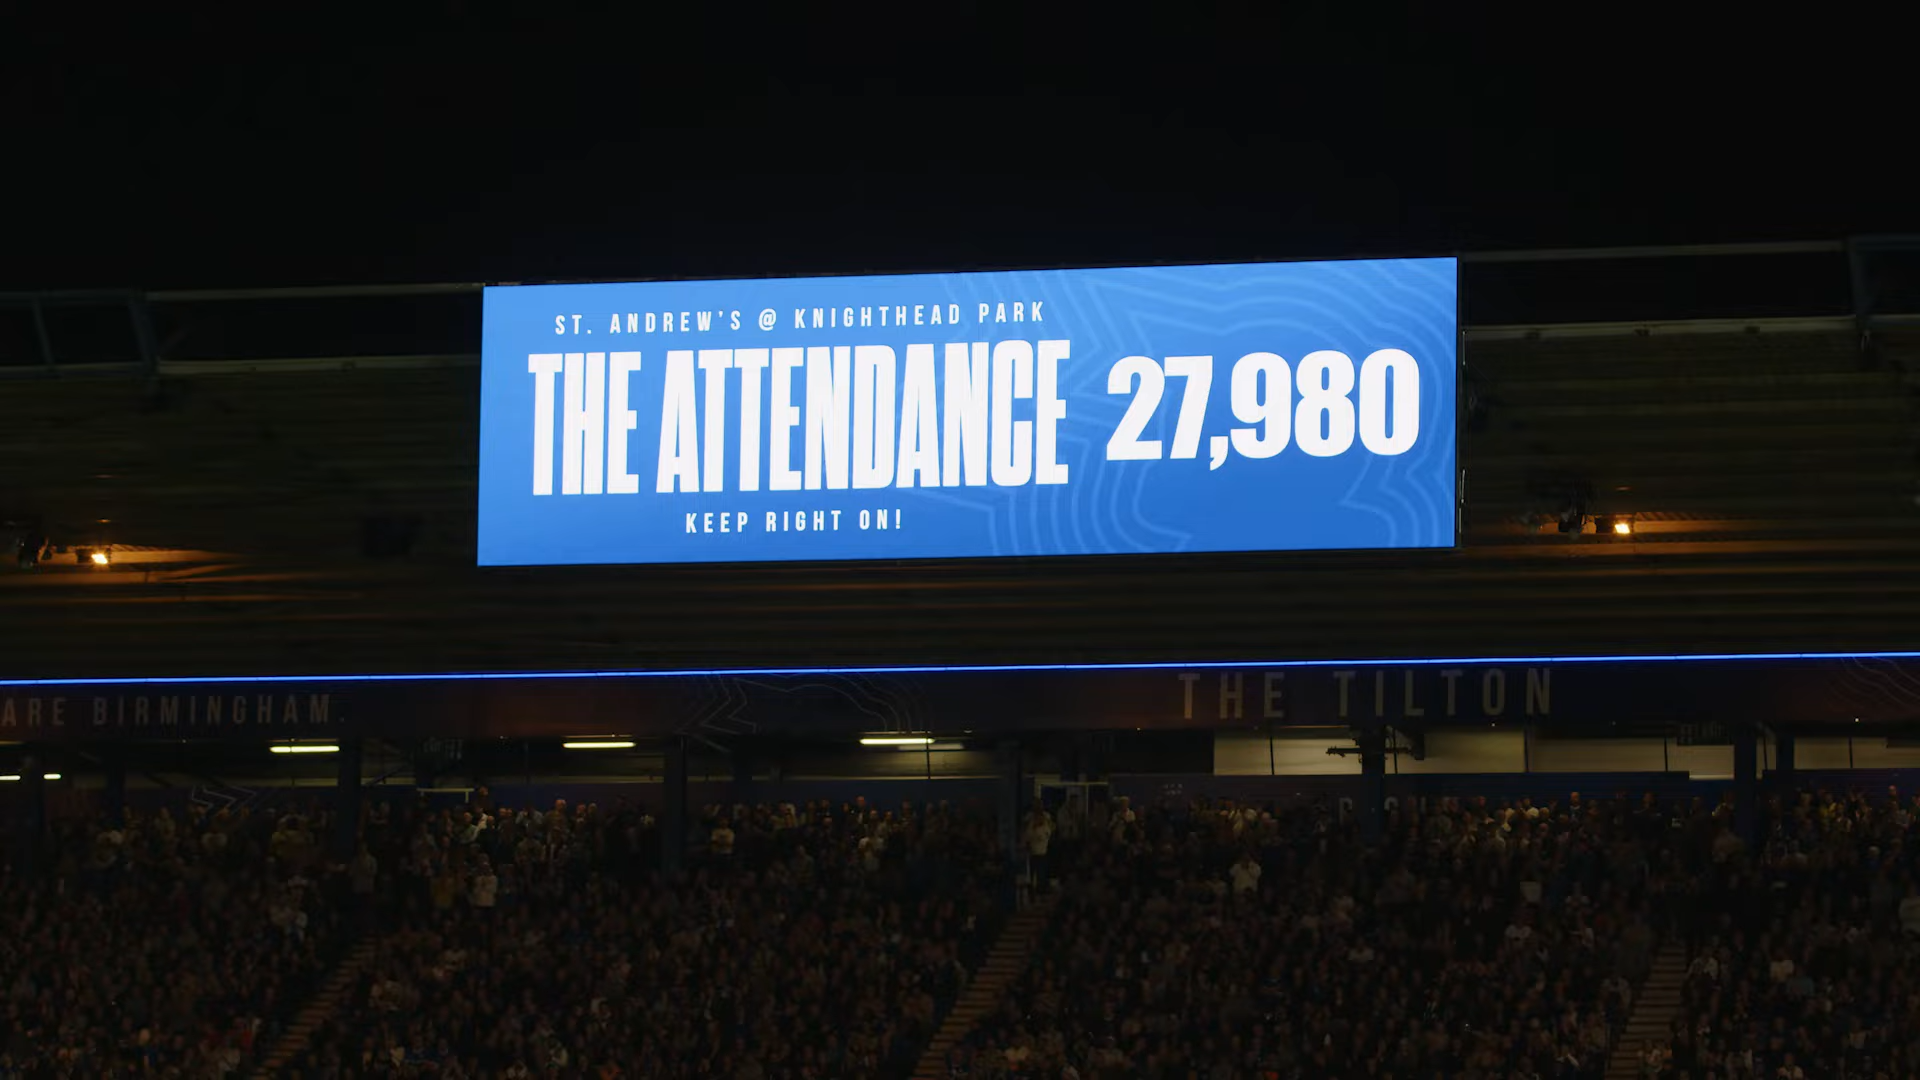 ST. ANDREW'S @ KNIGHTHEAD PARK
THE ATTENDANCE 27,980
KEEP RIGHT ON!
ARE BIRMINGHAM.
THE TILTON